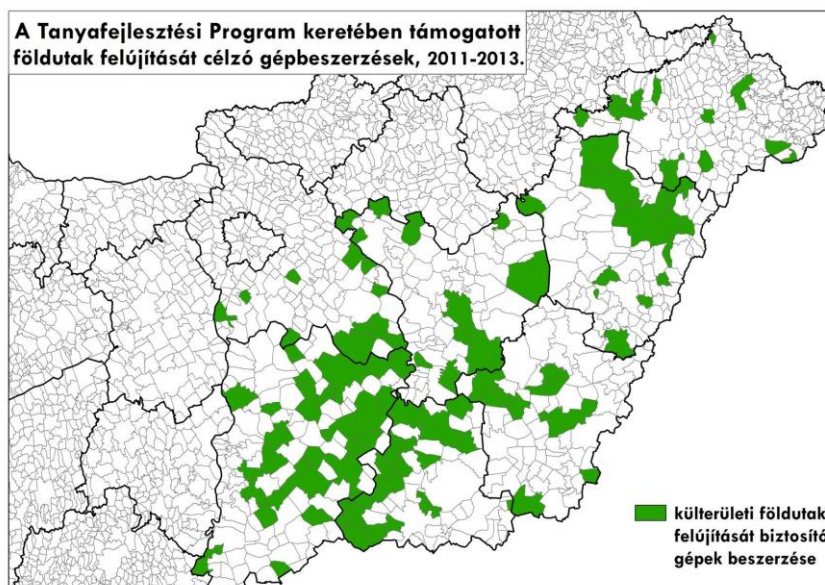 A Tanyafejlesztési Program keretében támogatott
földutak felújítását célzó gépbeszerzések, 2011-2013.
külterületi földutak
felújítását biztosító
gépek beszerzése